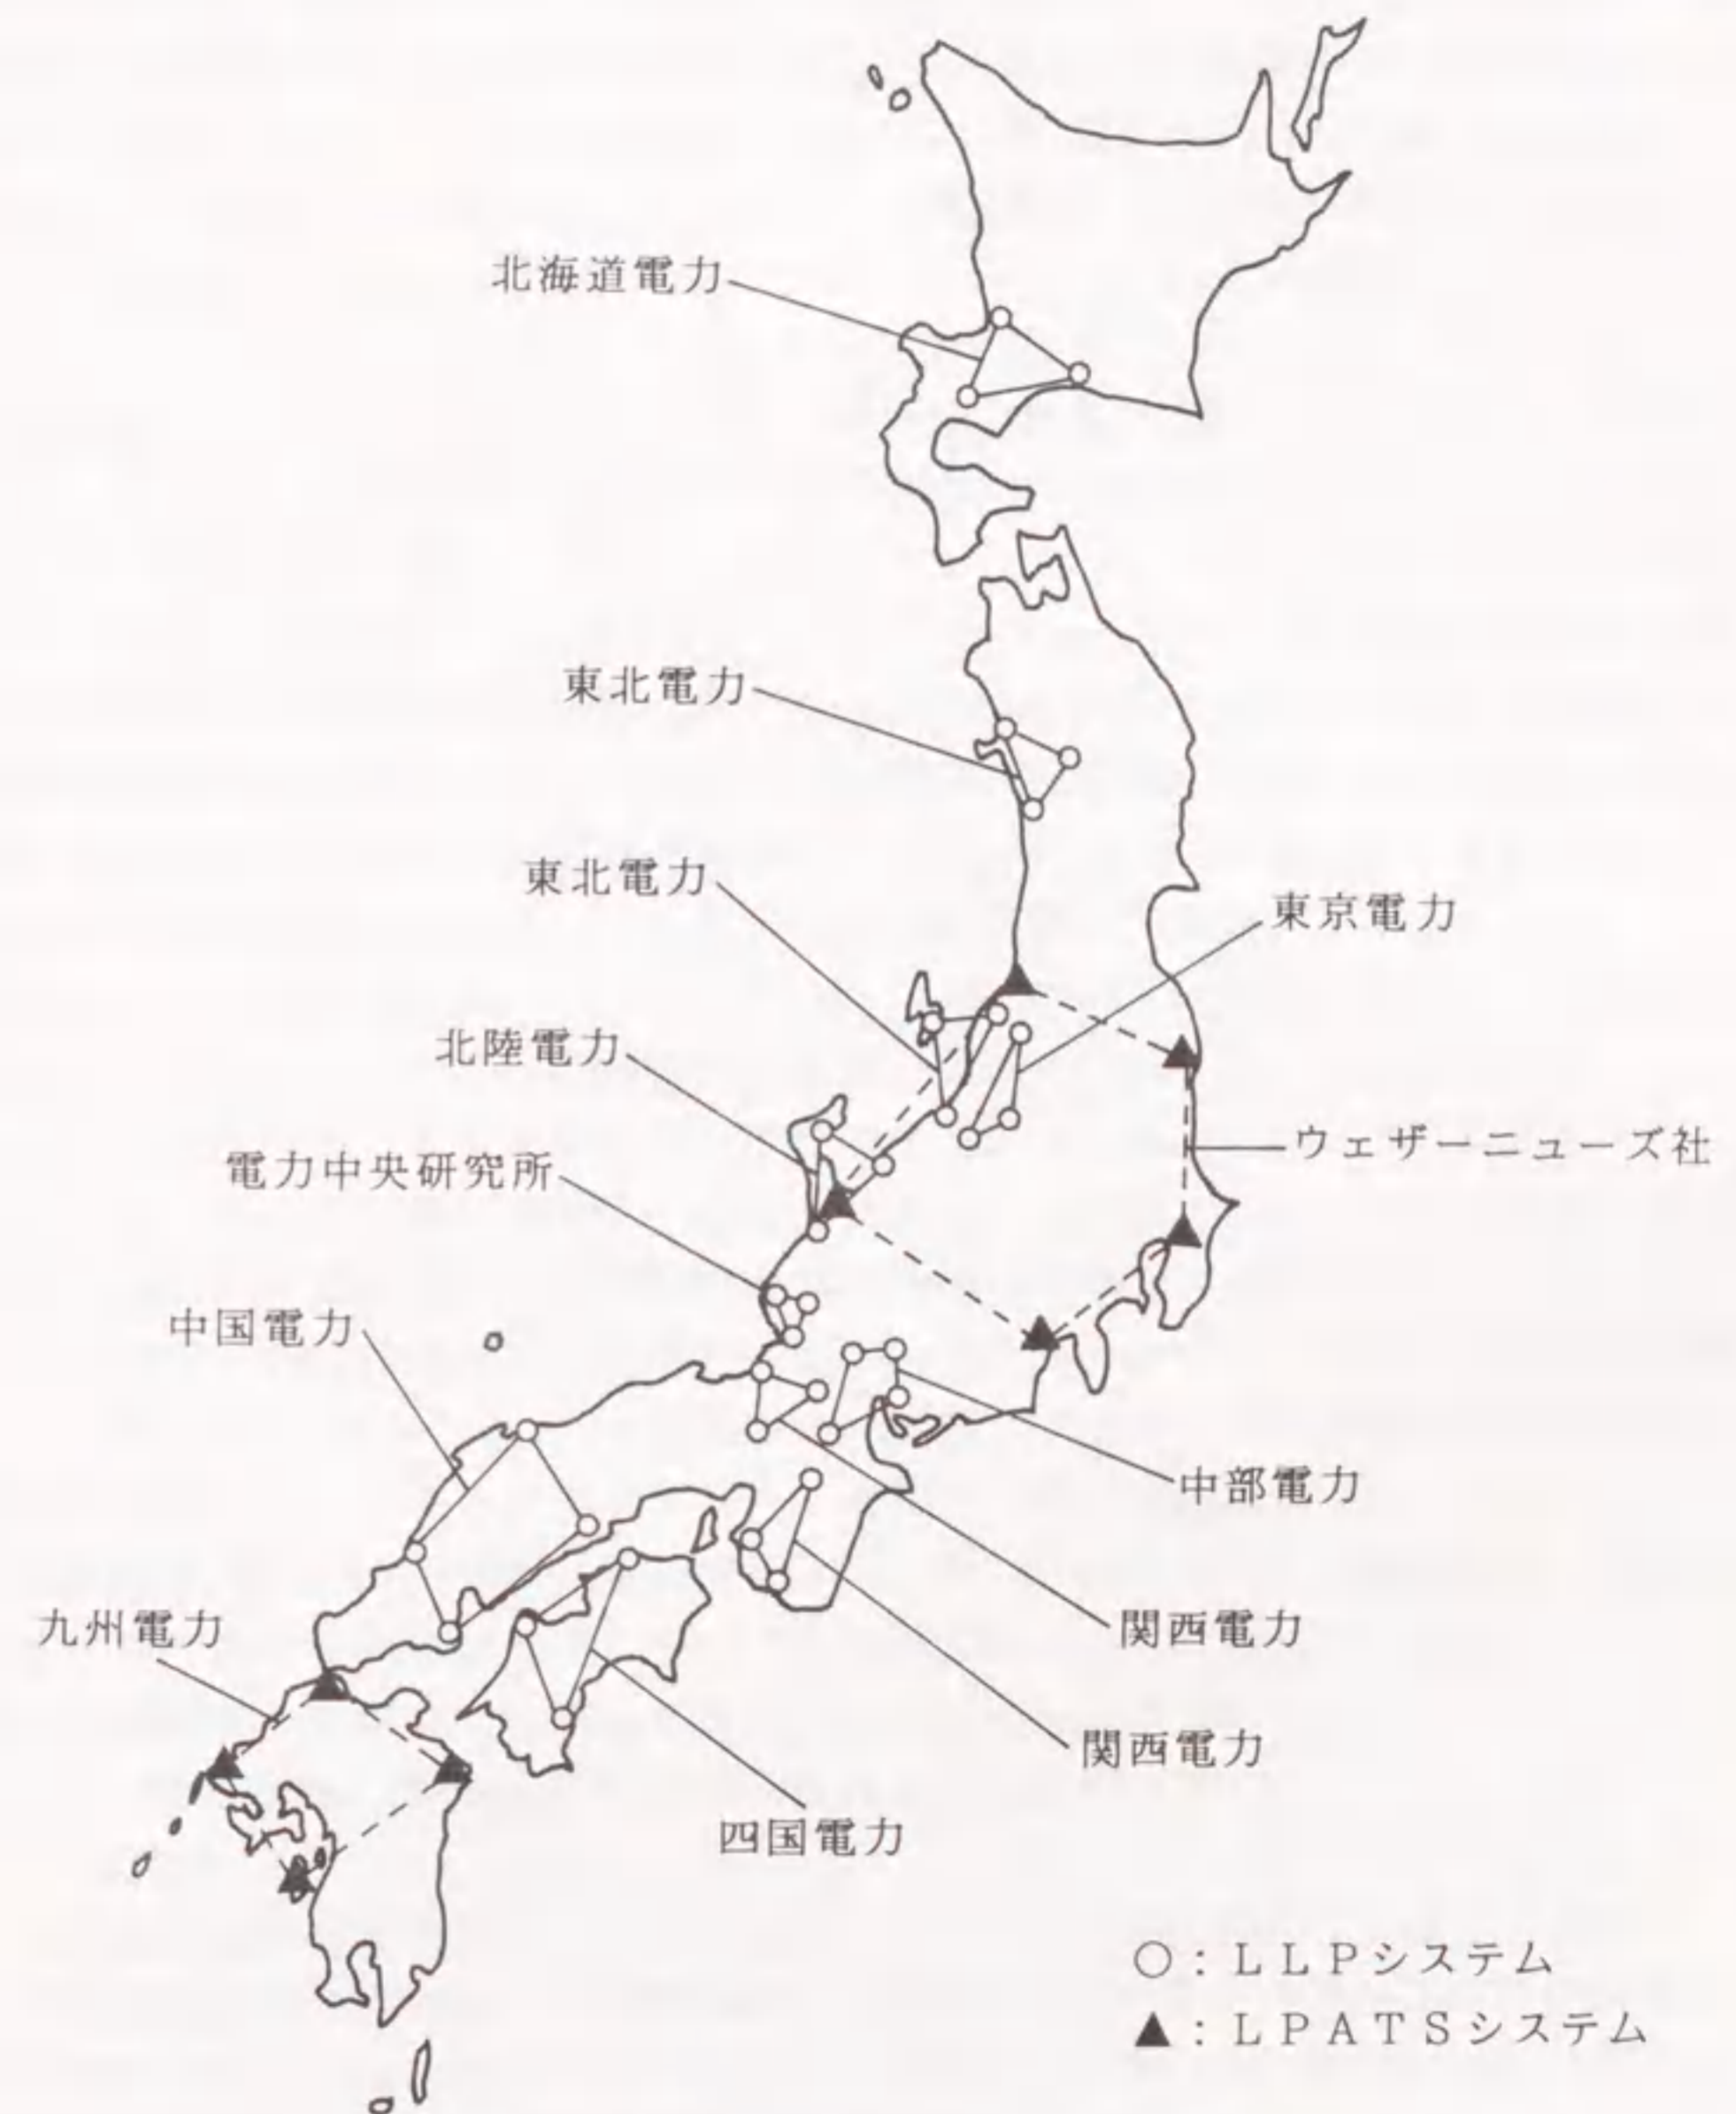 北海道電力
東北電力
東北電力
東京電力
北陸電力
ウェザーニューズ社
電力中央研究所
中国電力
中部電力
九州電力
関西電力
関西電力
四国電力
○：ＬＬＰシステム
▲：ＬＰＡＴＳシステム